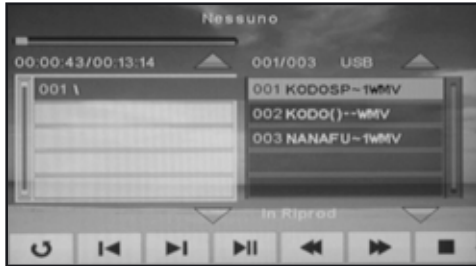 Nessuno
00:00:43/00:13:14
001/003 USB
001 \
001 KODOSP~1WMV
002 KODO()--WMV
003 NANAFU~1WMV
In Riprod